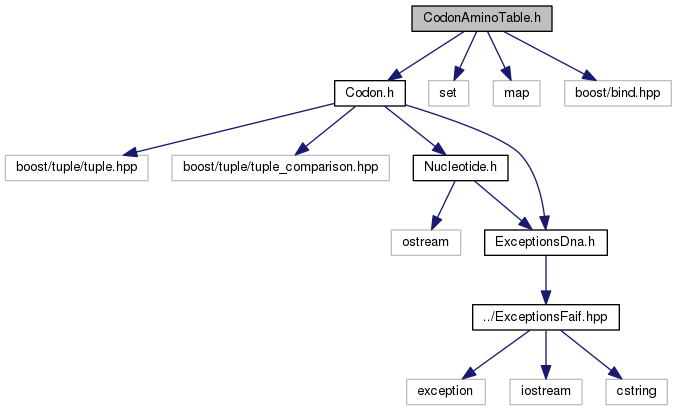 CodonAminoTable.h
Codon.h
set
map
boost/bind.hpp
boost/tuple/tuple.hpp
boost/tuple/tuple_comparison.hpp
Nucleotide.h
ostream
ExceptionsDna.h
../ExceptionsFaif.hpp
exception
iostream
cstring